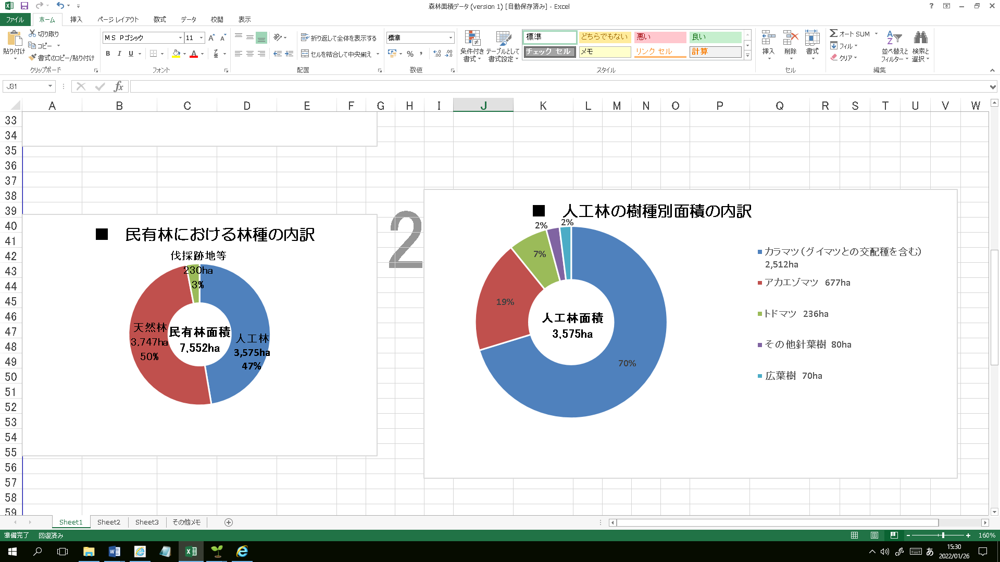 森林面積データ (version 1) [自動保存済み] - Excel
ファイル ホーム 挿入 ページ レイアウト 数式 データ 校閲 表示
貼り付け
切り取り
コピー
書式のコピー/貼り付け
クリップボード
ＭＳ Ｐゴシック 11
B I U
フォント
折り返して全体を表示する
セルを結合して中央揃え
配置
標準
%
数値
条件付き
書式
テーブルとして
書式設定
標準 どちらでもない 悪い 良い
チェック セル メモ リンク セル 計算
スタイル
挿入 削除 書式
セル
オート SUM
フィル
クリア
並べ替えと
フィルター
検索と
選択
編集
J31
fx
A B C D E F G H I J K L M N O P Q R S T U V W
33
34
35
36
37
38
39
40
41
42
43
44
45
46
47
48
49
50
51
52
53
54
55
56
57
58
59
■ 民有林における林種の内訳
伐採跡地等
230ha
3%
天然林
3,747ha
50%
民有林面積
7,552ha
人工林
3,575ha
47%
2
■ 人工林の樹種別面積の内訳
2%
2%
7%
19%
70%
人工林面積
3,575ha
カラマツ（グイマツとの交配種を含む）
2,512ha
アカエゾマツ 677ha
トドマツ 236ha
その他針葉樹 80ha
広葉樹 70ha
Sheet1 Sheet2 Sheet3 その他メモ
準備完了 回復済み
160%
あ
15:30
2022/01/26